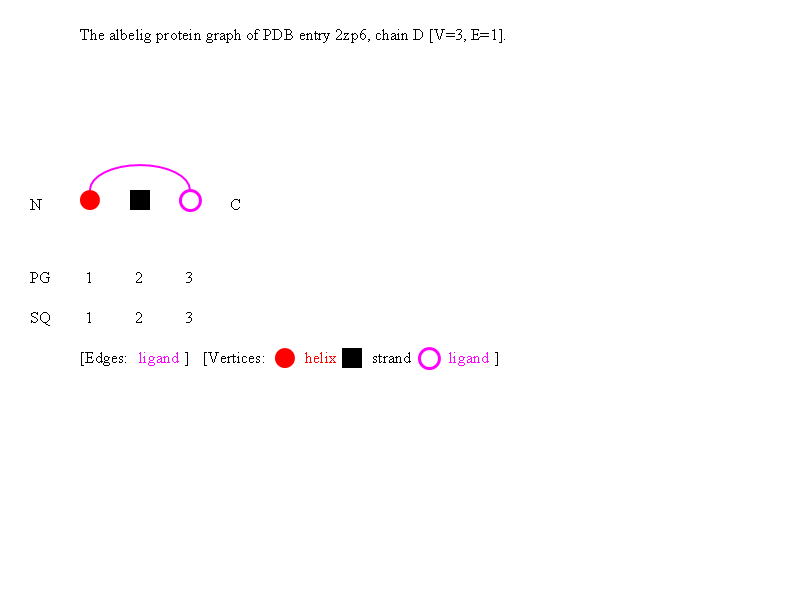 The albelig protein graph of PDB entry 2zp6, chain D [V=3, E=1].
N C
PG 1 2 3
SQ 1 2 3
[Edges: ligand ] [Vertices: helix strand ligand ]